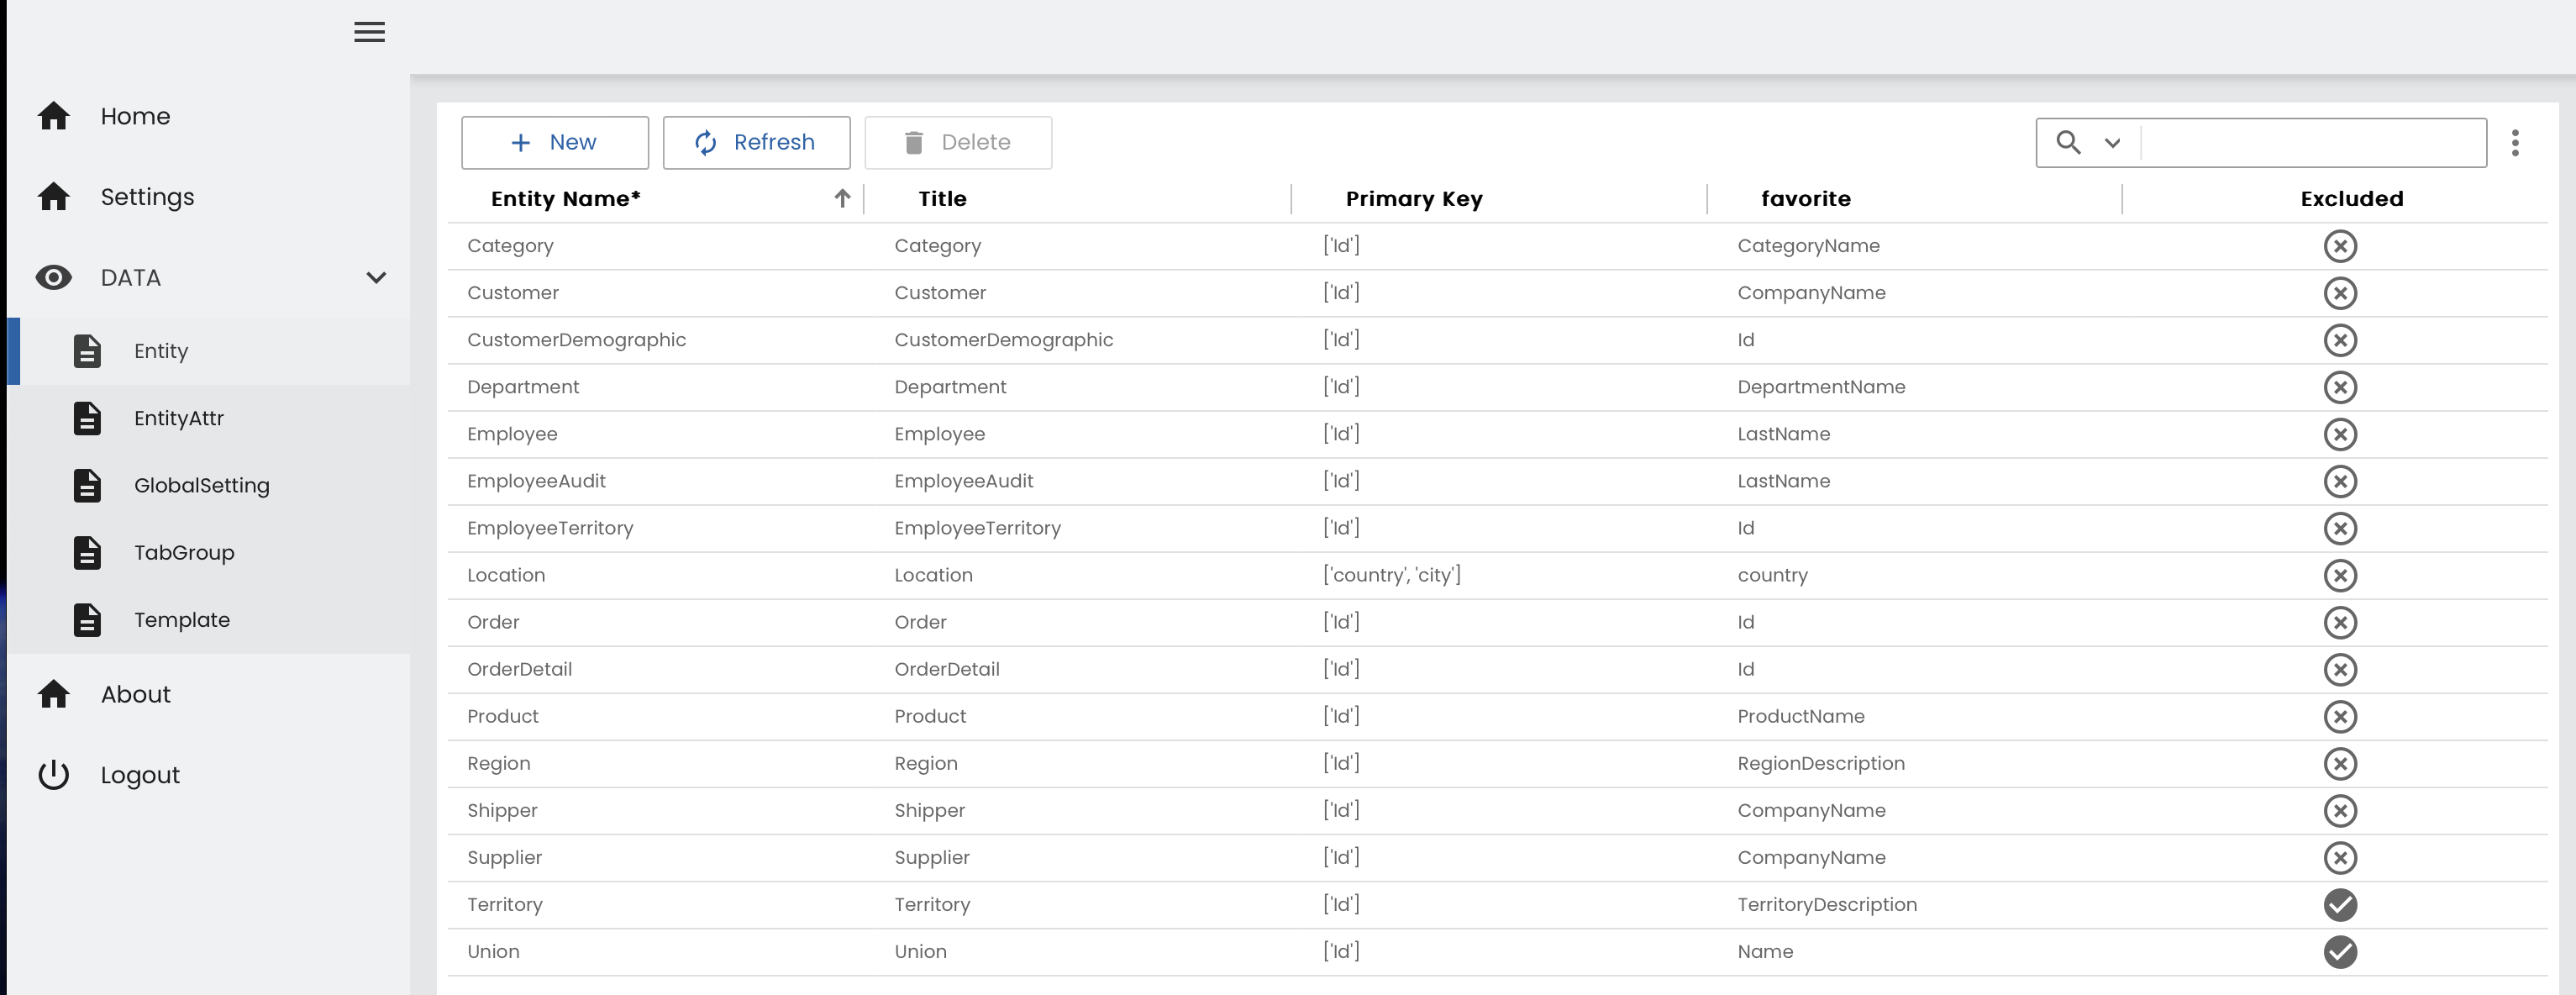 Home
Settings
DATA
Entity
EntityAttr
GlobalSetting
TabGroup
Template
About
Logout
New Refresh Delete
Entity Name* Title Primary Key favorite Excluded
Category Category ['Id'] CategoryName
Customer Customer ['Id'] CompanyName
CustomerDemographic CustomerDemographic ['Id'] Id
Department Department ['Id'] DepartmentName
Employee Employee ['Id'] LastName
EmployeeAudit EmployeeAudit ['Id'] LastName
EmployeeTerritory EmployeeTerritory ['Id'] Id
Location Location ['country', 'city'] country
Order Order ['Id'] Id
OrderDetail OrderDetail ['Id'] Id
Product Product ['Id'] ProductName
Region Region ['Id'] RegionDescription
Shipper Shipper ['Id'] CompanyName
Supplier Supplier ['Id'] CompanyName
Territory Territory ['Id'] TerritoryDescription
Union Union ['Id'] Name